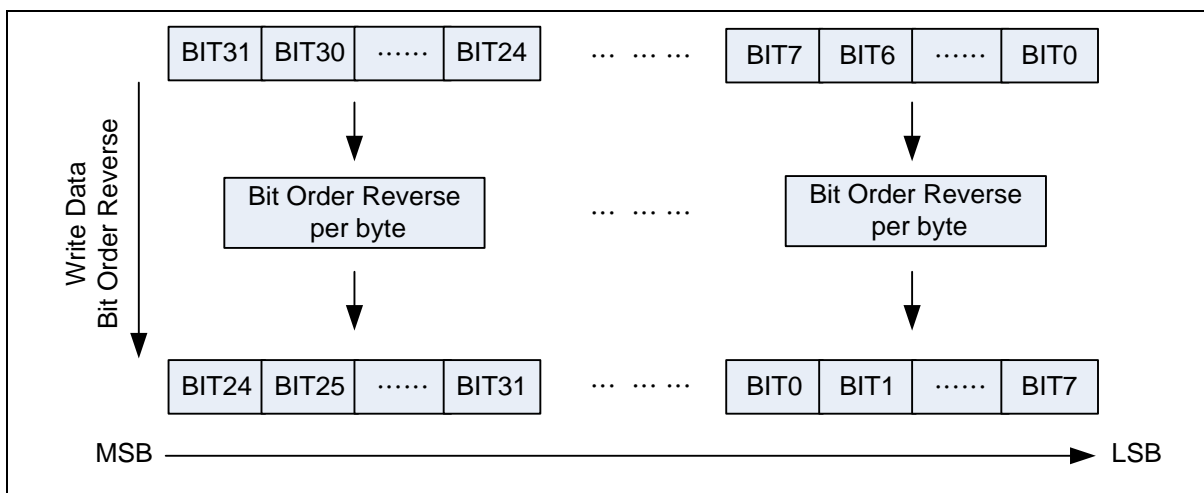 BIT31 BIT30 ...... BIT24 ... ... ... BIT7 BIT6 ...... BIT0
Write Data
Bit Order Reverse
Bit Order Reverse
per byte
... ... ...
Bit Order Reverse
per byte
BIT24 BIT25 ...... BIT31 ... ... ... BIT0 BIT1 ...... BIT7
MSB LSB